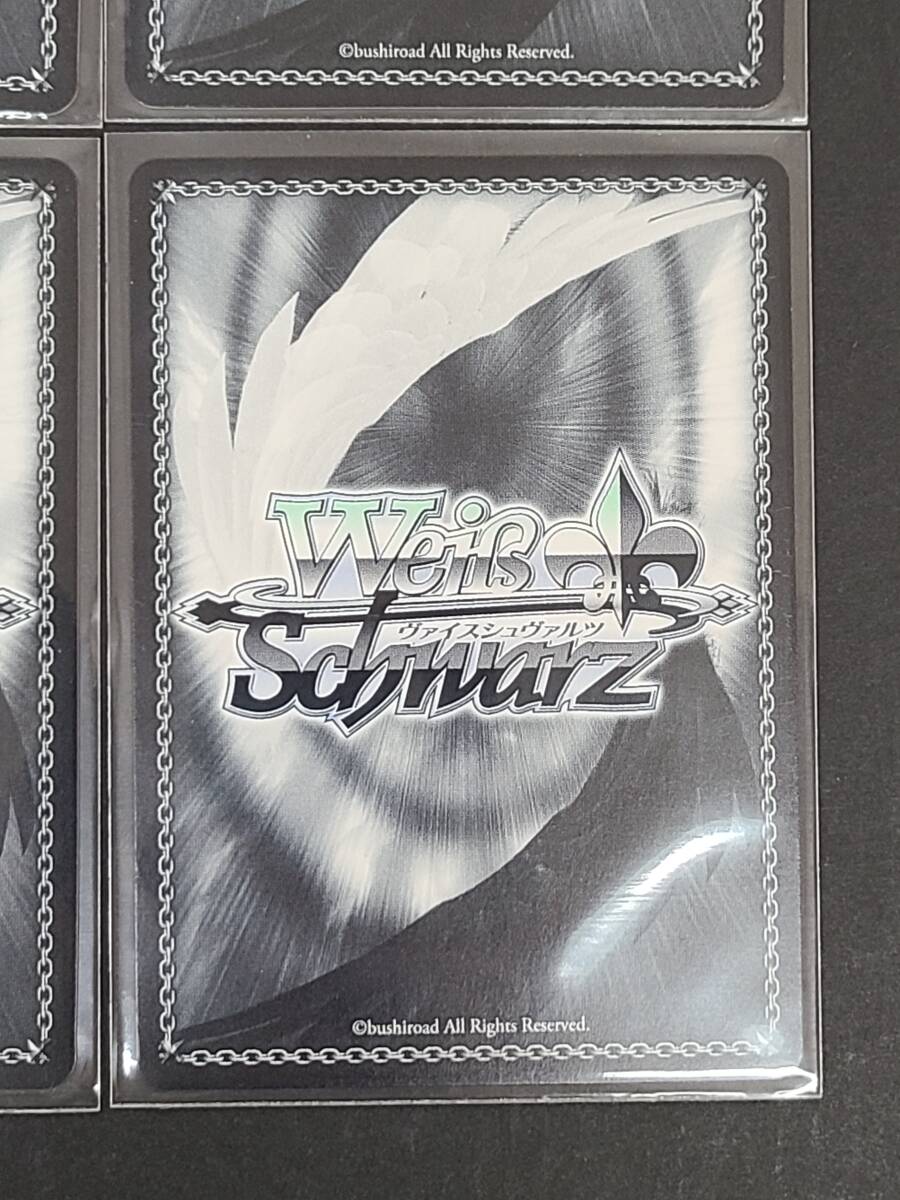 ©bushiroad All Rights Reserved.
Weiß
ヴァイスシュヴァルツ
Schwarz
©bushiroad All Rights Reserved.